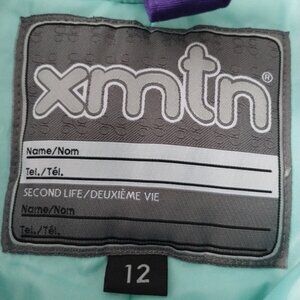 xmtn®
Name/Nom
Tel./Tél.
SECOND LIFE/DEUXIÈME VIE
Name/Nom
Tel./Tél.
12